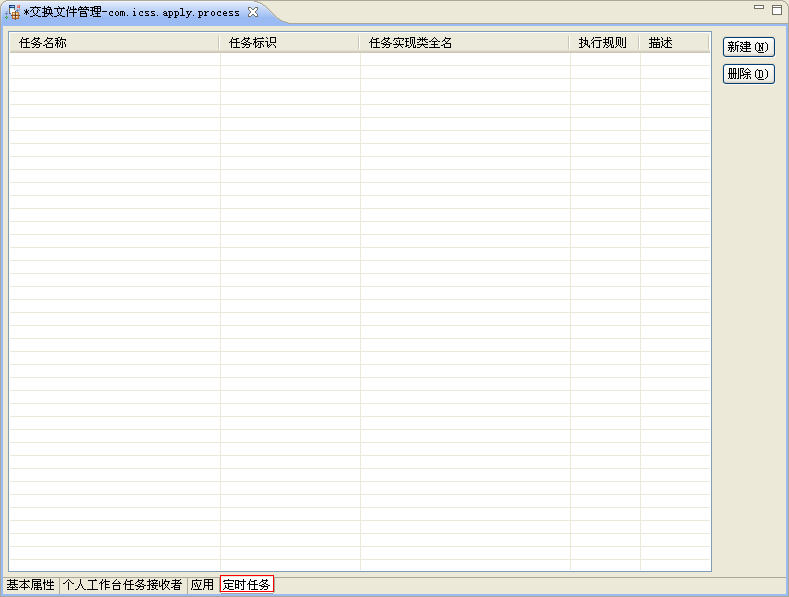 *交换文件管理-com.icss.apply.process
任务名称 任务标识 任务实现类全名 执行规则 描述
新建(N)
删除(D)
基本属性 个人工作台任务接收者 应用 定时任务